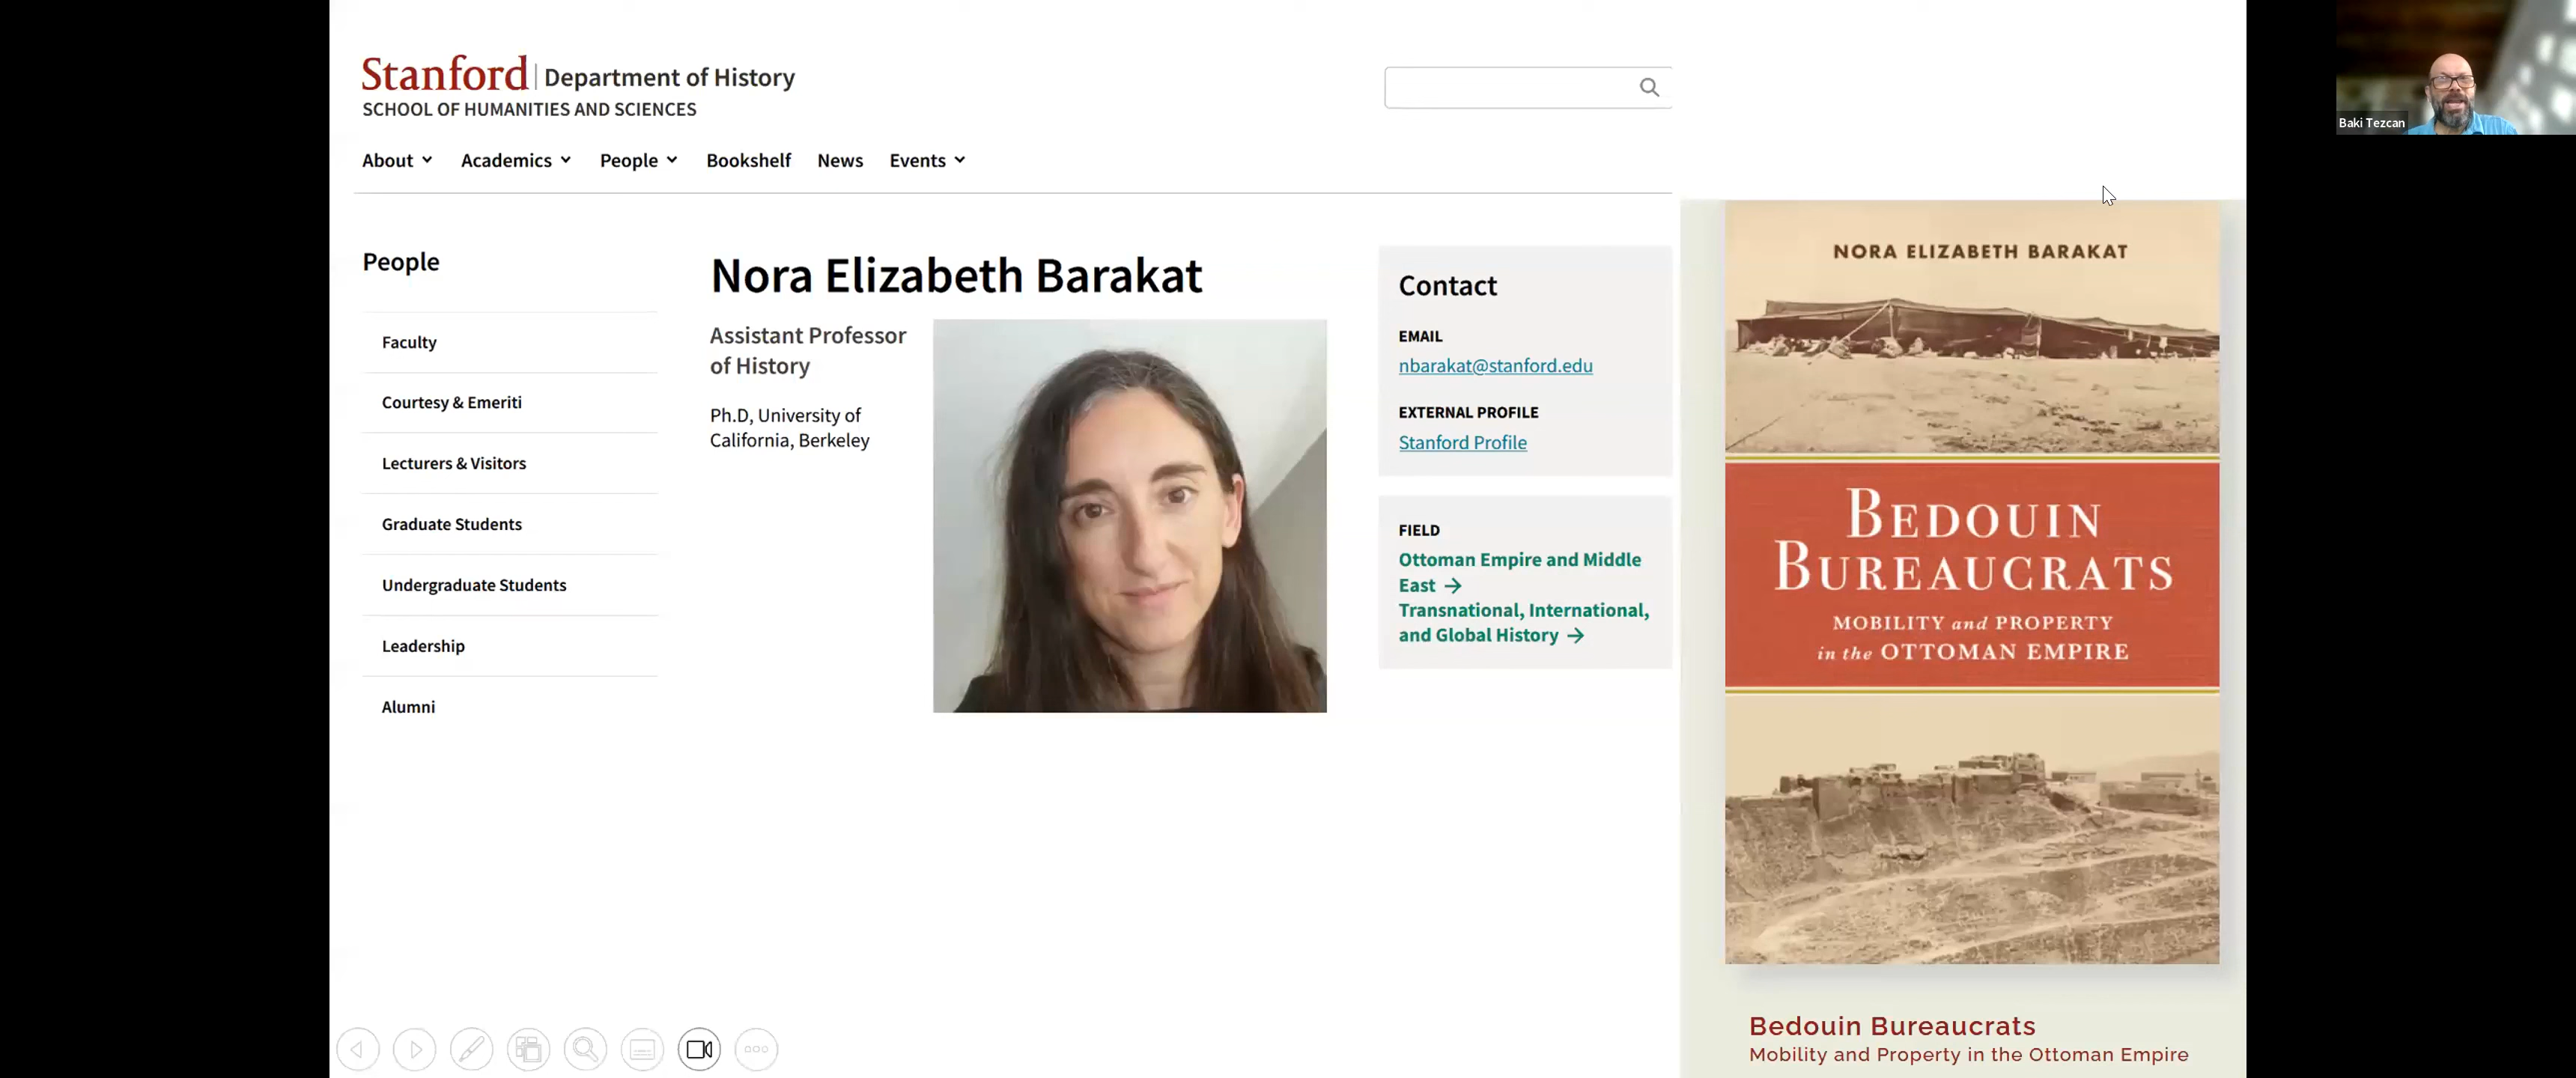 Stanford | Department of History
SCHOOL OF HUMANITIES AND SCIENCES
About
Academics
People
Bookshelf
News
Events
People
Faculty
Courtesy & Emeriti
Lecturers & Visitors
Graduate Students
Undergraduate Students
Leadership
Alumni
Nora Elizabeth Barakat
Assistant Professor
of History
Ph.D, University of
California, Berkeley
Contact
EMAIL
nbarakat@stanford.edu
EXTERNAL PROFILE
Stanford Profile
FIELD
Ottoman Empire and Middle
East →
Transnational, International,
and Global History →
NORA ELIZABETH BARAKAT
BEDOUIN
BUREAUCRATS
MOBILITY and PROPERTY
in the OTTOMAN EMPIRE
Bedouin Bureaucrats
Mobility and Property in the Ottoman Empire
Baki Tezcan